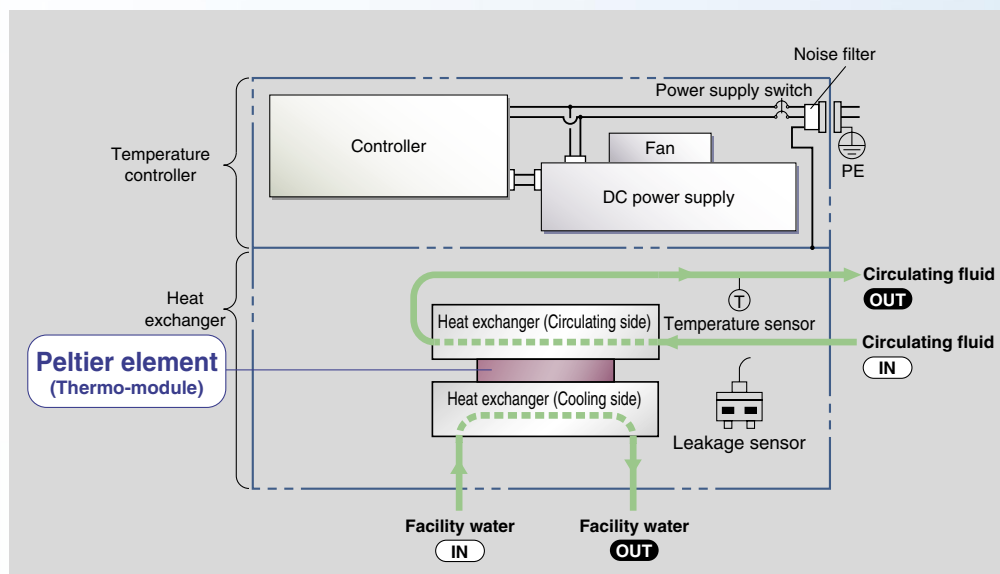 Noise filter
Power supply switch
Controller
Fan
DC power supply
PE
Temperature
controller
Heat
exchanger
Circulating fluid
OUT
T
Temperature sensor
Heat exchanger (Circulating side)
Circulating fluid
IN
Peltier element
(Thermo-module)
Heat exchanger (Cooling side)
Leakage sensor
Facility water
IN
Facility water
OUT